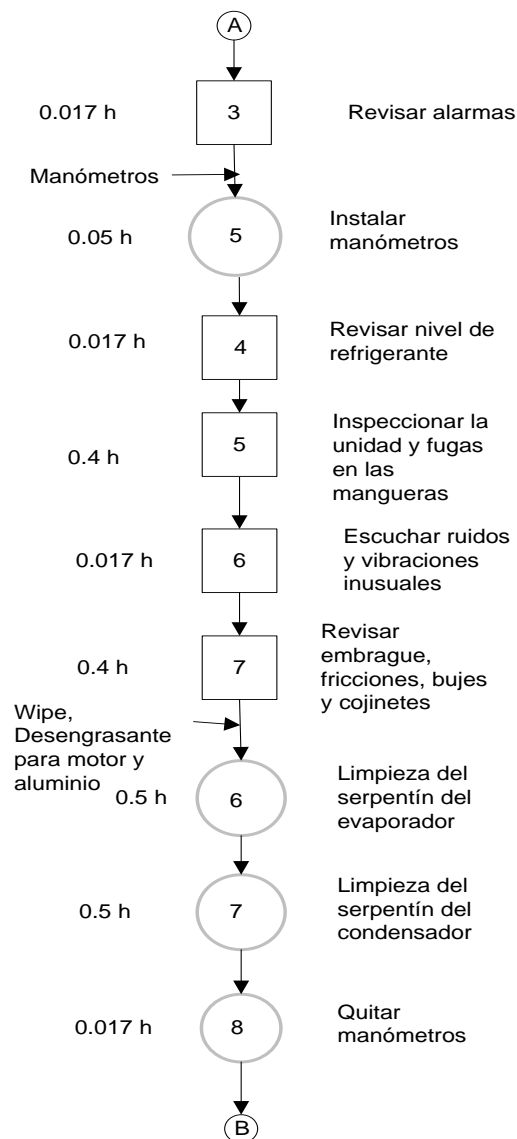 A
0.017 h
3
Revisar alarmas
Manómetros
0.05 h
5
Instalar
manómetros
0.017 h
4
Revisar nivel de
refrigerante
0.4 h
5
Inspeccionar la
unidad y fugas
en las
mangueras
0.017 h
6
Escuchar ruidos
y vibraciones
inusuales
0.4 h
7
Revisar
embrague,
fricciones, bujes
y cojinetes
Wipe,
Desengrasante
para motor y
aluminio
0.5 h
6
Limpieza del
serpentín del
evaporador
0.5 h
7
Limpieza del
serpentín del
condensador
0.017 h
8
Quitar
manómetros
B